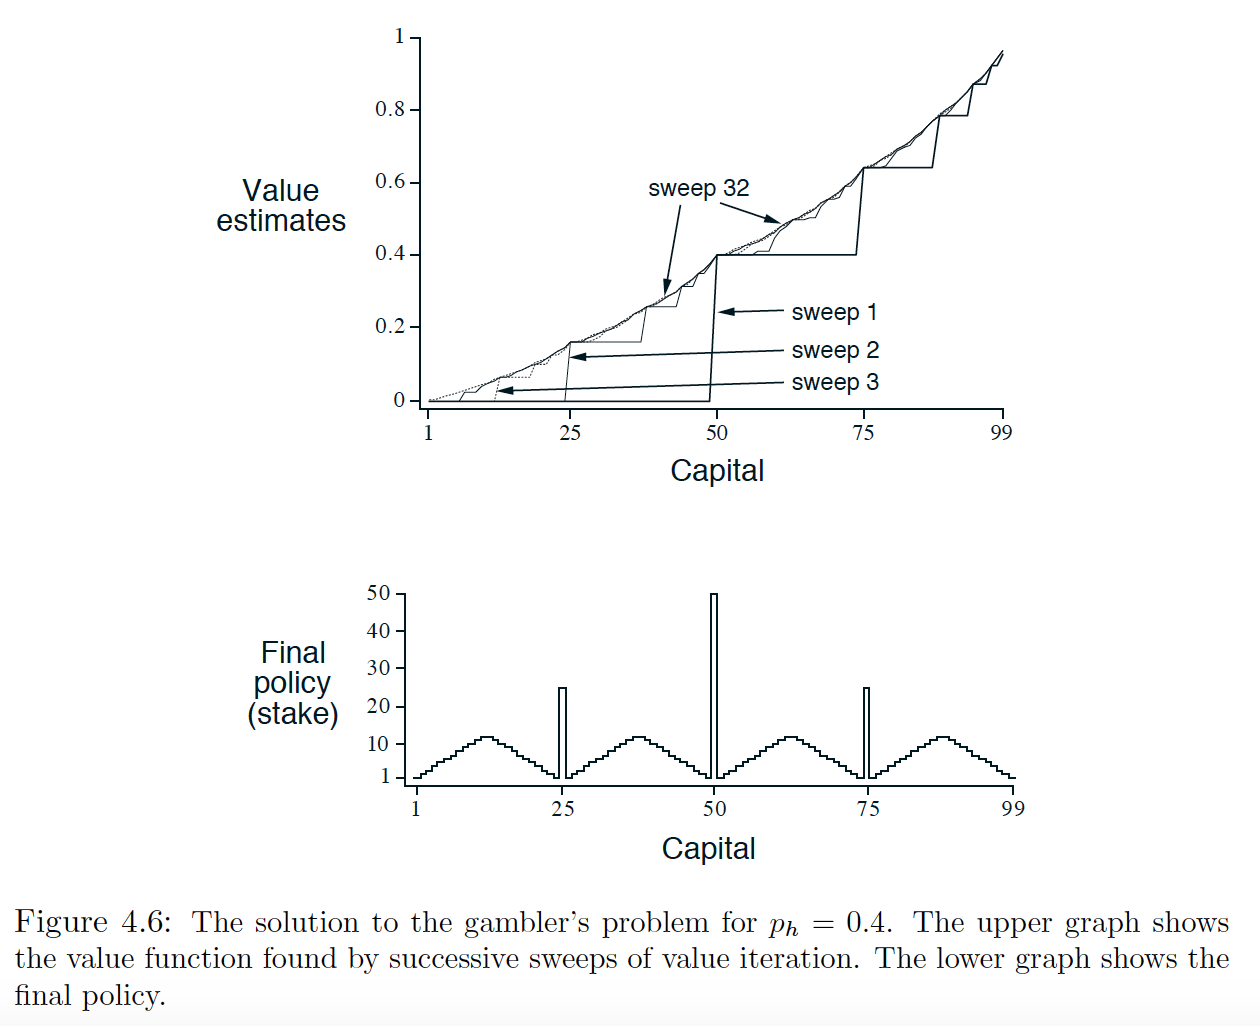 1
0.8
0.6
0.4
0.2
0
Value
estimates
sweep 32
sweep 1
sweep 2
sweep 3
1 25 50 75 99
Capital
50
40
30
20
10
1
Final
policy
(stake)
1 25 50 75 99
Capital
Figure 4.6: The solution to the gambler's problem for pₕ = 0.4. The upper graph shows
the value function found by successive sweeps of value iteration. The lower graph shows the
final policy.